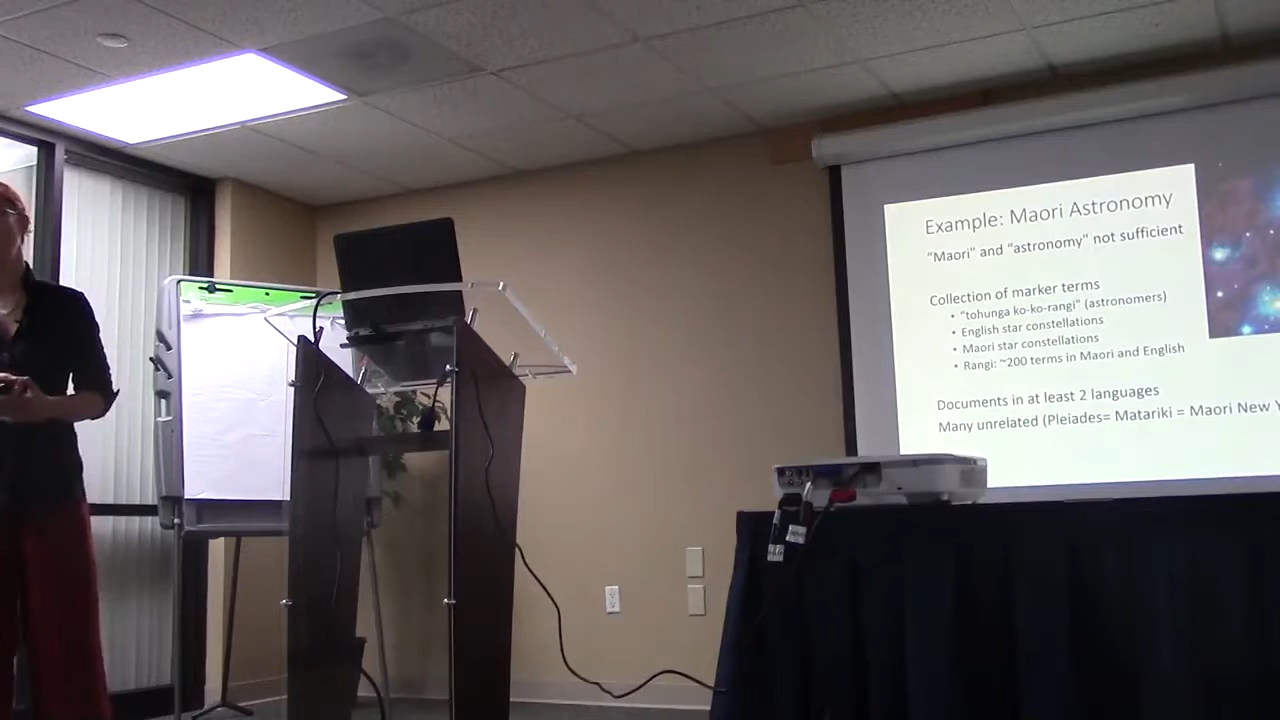 Example: Maori Astronomy
"Maori" and "astronomy" not sufficient
Collection of marker terms
• "tohunga ko-ko-rangi" (astronomers)
• English star constellations
• Maori star constellations
• Rangi: ~200 terms in Maori and English
Documents in at least 2 languages
Many unrelated (Pleiades= Matariki = Maori New